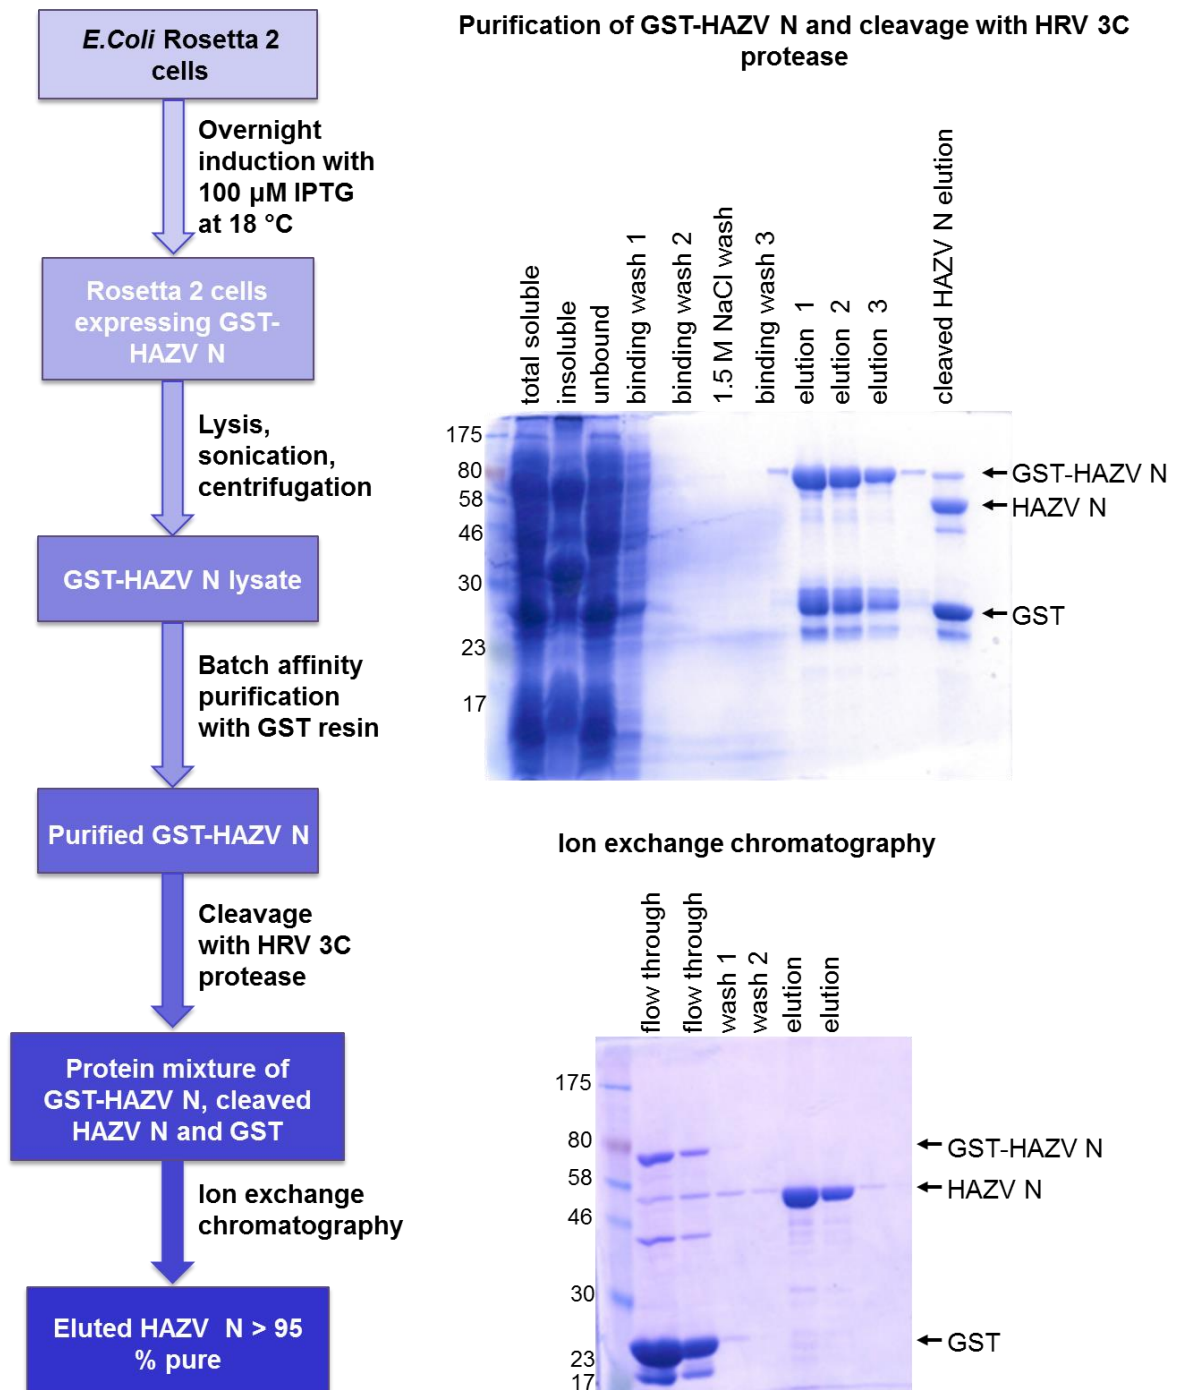 E.Coli Rosetta 2
cells
Overnight
induction with
100 µM IPTG
at 18 °C
Rosetta 2 cells
expressing GST-
HAZV N
Lysis,
sonication,
centrifugation
GST-HAZV N lysate
Batch affinity
purification
with GST resin
Purified GST-HAZV N
Cleavage
with HRV 3C
protease
Protein mixture of
GST-HAZV N, cleaved
HAZV N and GST
Ion exchange
chromatography
Eluted HAZV N > 95
% pure
Purification of GST-HAZV N and cleavage with HRV 3C
protease
total soluble
insoluble
unbound
binding wash 1
binding wash 2
1.5 M NaCl wash
binding wash 3
elution 1
elution 2
elution 3
cleaved HAZV N elution
175
80
58
46
30
23
17
GST-HAZV N
HAZV N
GST
Ion exchange chromatography
flow through
flow through
wash 1
wash 2
elution
elution
175
80
58
46
30
23
17
GST-HAZV N
HAZV N
GST